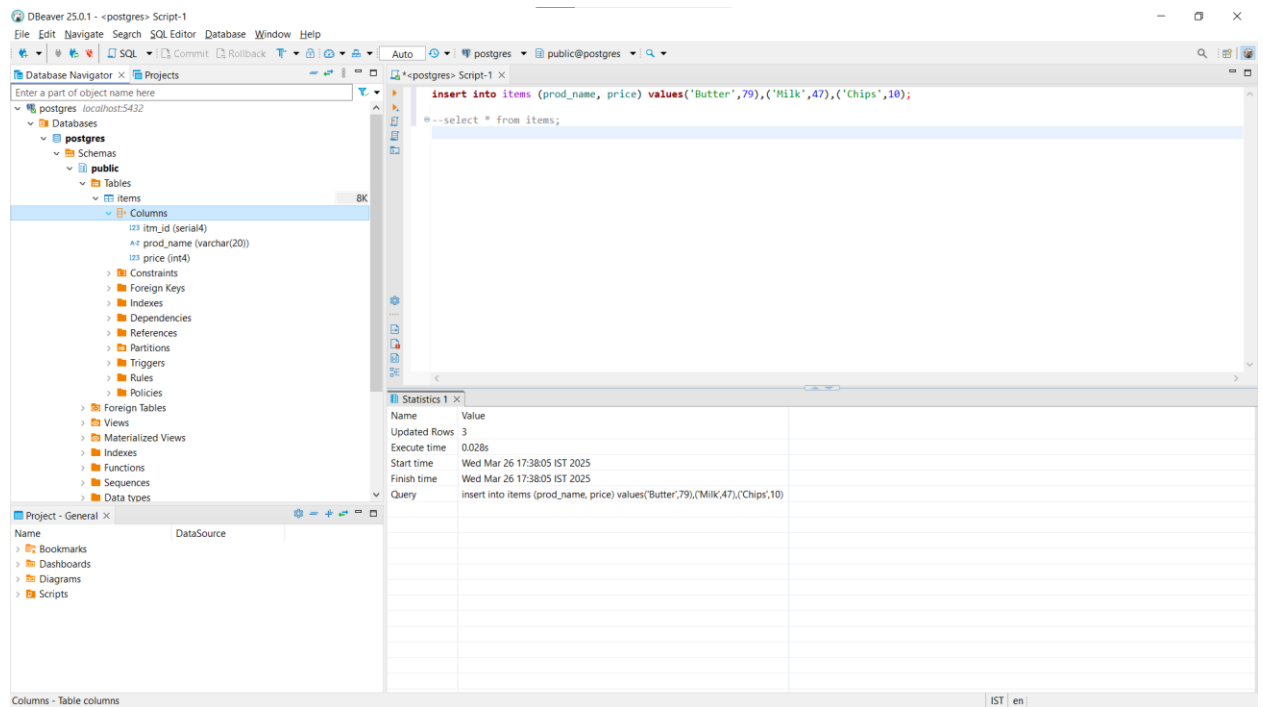 DBeaver 25.0.1 - <postgres> Script-1
File Edit Navigate Search SQL Editor Database Window Help
SQL Commit Rollback Auto postgres public@postgres
Database Navigator Projects
*<postgres> Script-1
Enter a part of object name here
postgres localhost:5432
Databases
postgres
Schemas
public
Tables
items 8K
Columns
123 itm_id (serial4)
A-Z prod_name (varchar(20))
123 price (int4)
Constraints
Foreign Keys
Indexes
Dependencies
References
Partitions
Triggers
Rules
Policies
Foreign Tables
Views
Materialized Views
Indexes
Functions
Sequences
Data types
insert into items (prod_name, price) values('Butter',79),('Milk',47),('Chips',10);
--select * from items;
Statistics 1
Name Value
Updated Rows 3
Execute time 0.028s
Start time Wed Mar 26 17:38:05 IST 2025
Finish time Wed Mar 26 17:38:05 IST 2025
Query insert into items (prod_name, price) values('Butter',79),('Milk',47),('Chips',10)
Project - General
Name DataSource
Bookmarks
Dashboards
Diagrams
Scripts
Columns - Table columns
IST en